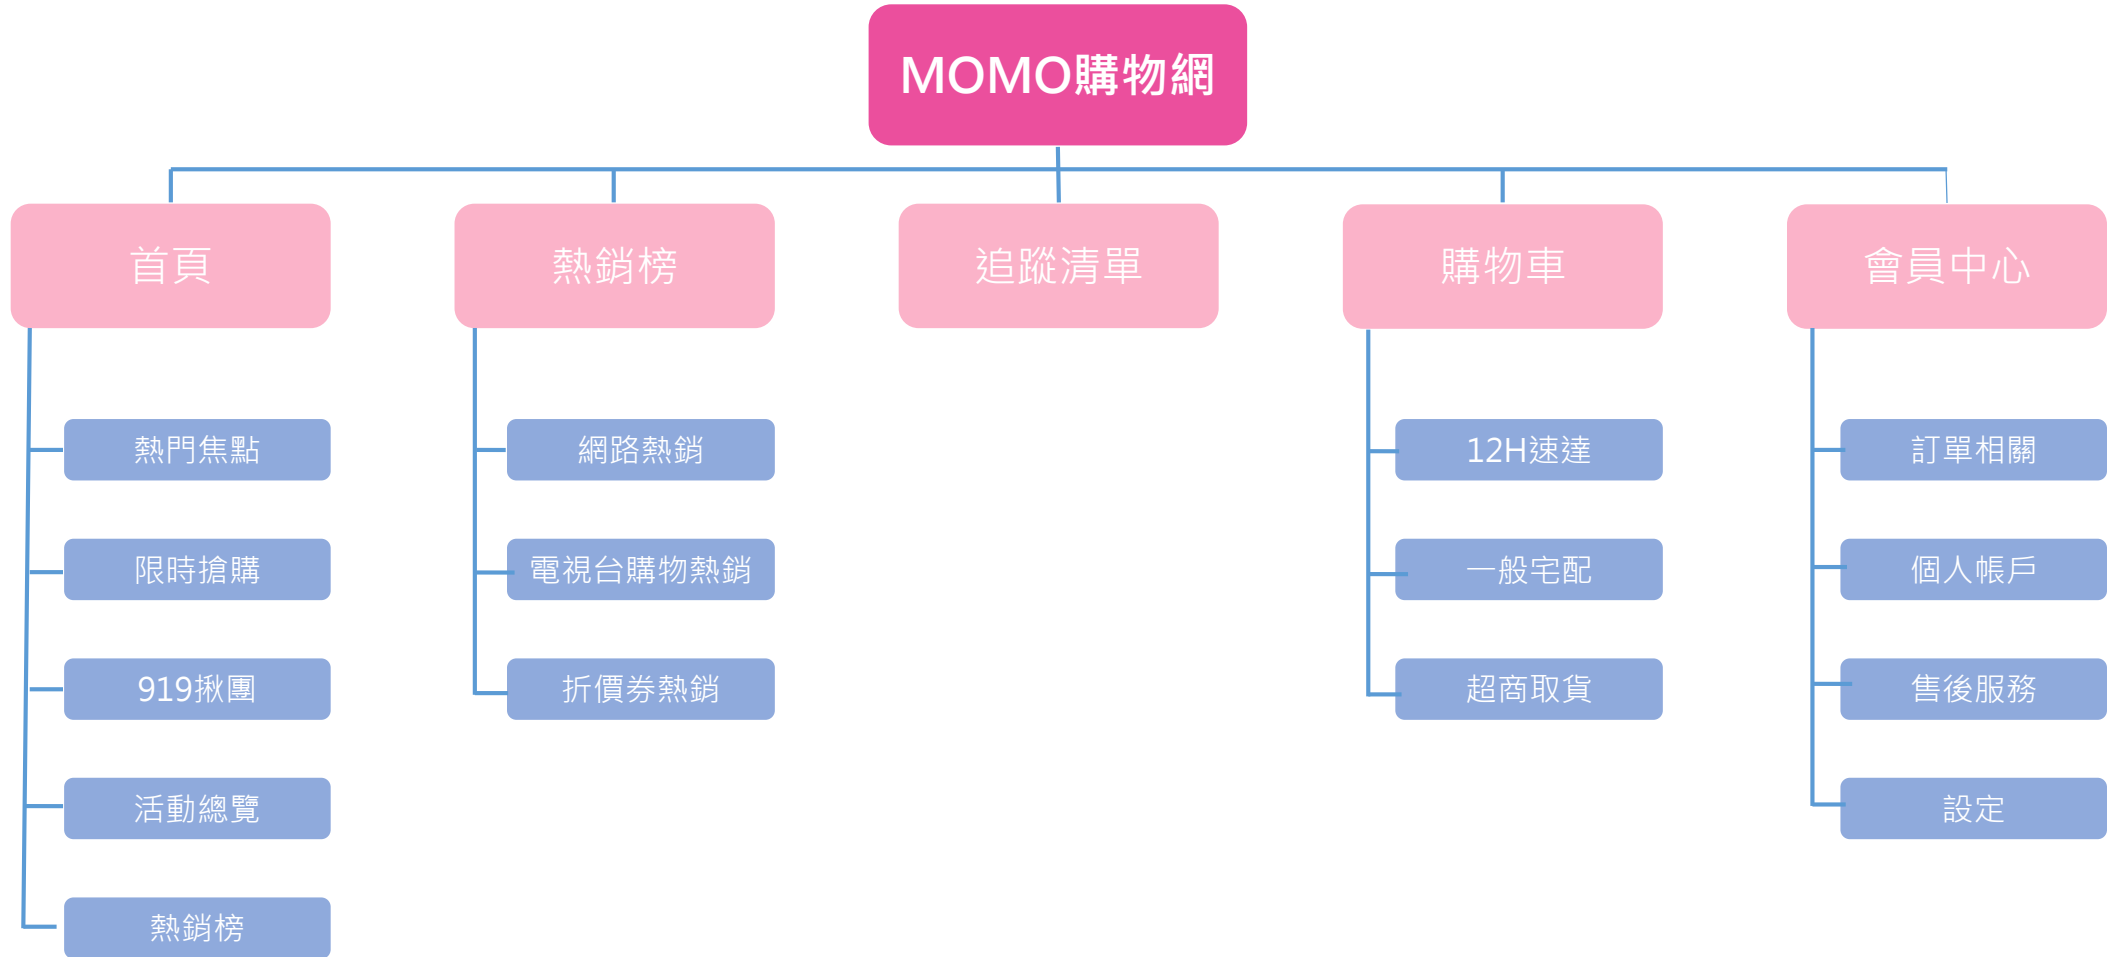 MOMO購物網
首頁
熱銷榜
追蹤清單
購物車
會員中心
熱門焦點
限時搶購
919揪團
活動總覽
熱銷榜
網路熱銷
電視台購物熱銷
折價券熱銷
12H速達
一般宅配
超商取貨
訂單相關
個人帳戶
售後服務
設定